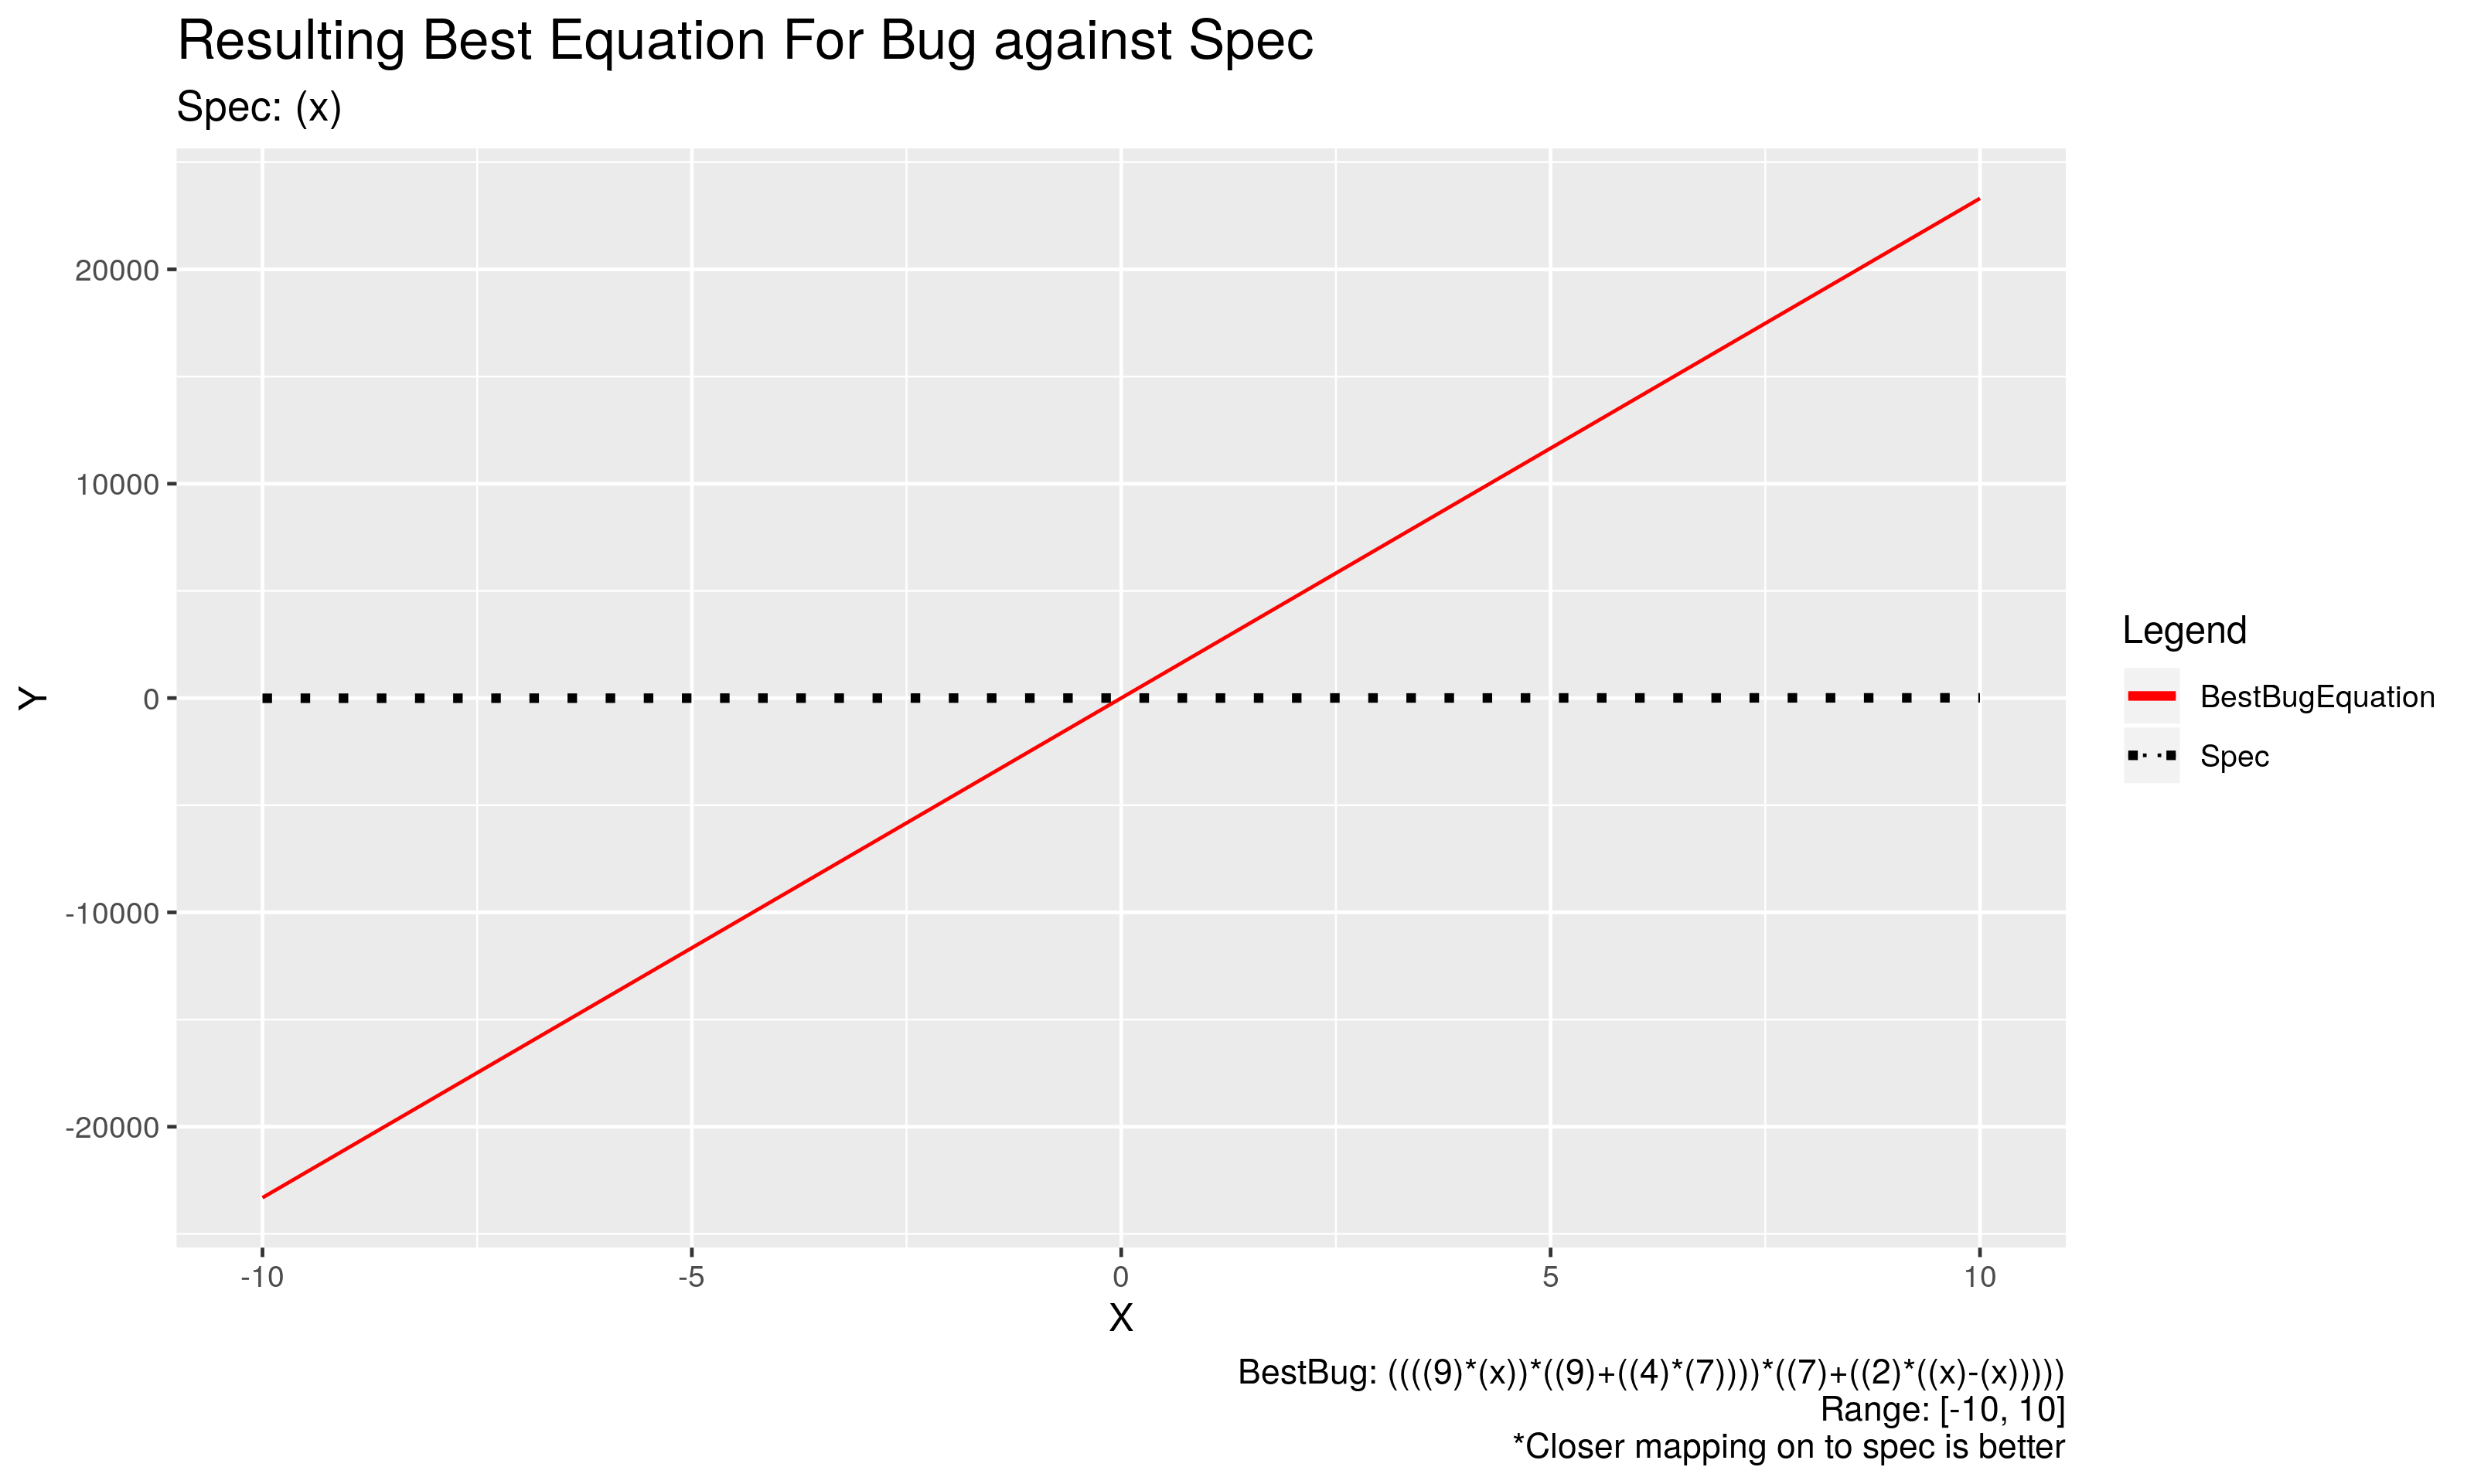 Resulting Best Equation For Bug against Spec
Spec: (x)
20000
10000
0
-10000
-20000
Y
-10
-5
0
5
10
X
Legend
BestBugEquation
Spec
BestBug: ((((9)*(x))*((9)+((4)*(7))))*((7)+((2)*((x)-(x)))))
Range: [-10, 10]
*Closer mapping on to spec is better